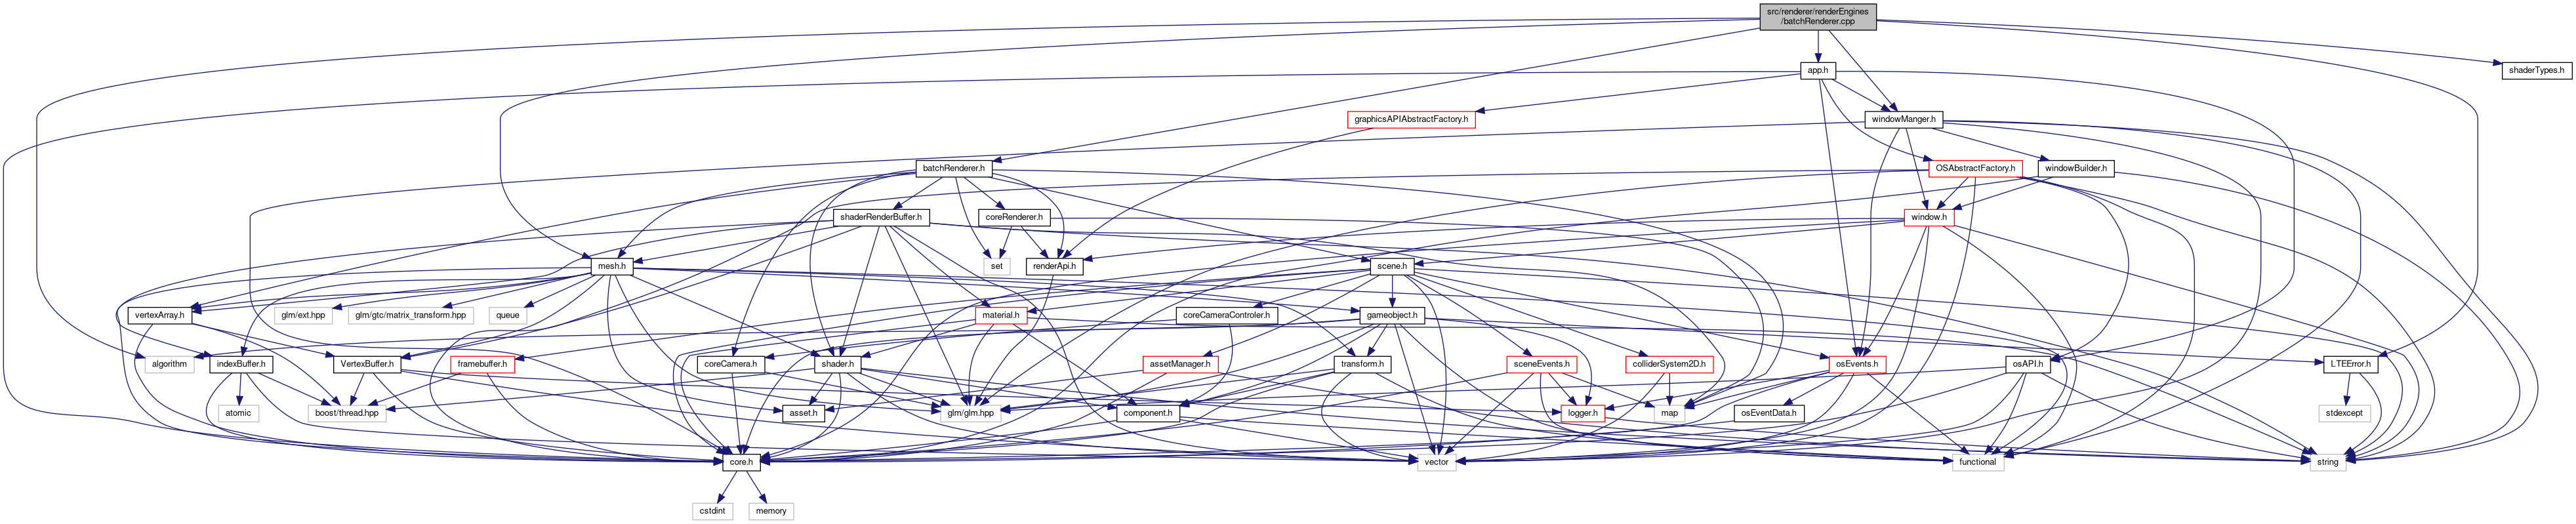 src/renderer/renderEngines
/batchRenderer.cpp
app.h
shaderTypes.h
graphicsAPIAbstractFactory.h
windowManger.h
batchRenderer.h
OSAbstractFactory.h
windowBuilder.h
shaderRenderBuffer.h
coreRenderer.h
window.h
mesh.h
set
renderApi.h
scene.h
vertexArray.h
glm/ext.hpp
glm/gtc/matrix_transform.hpp
queue
material.h
coreCameraControler.h
gameobject.h
algorithm
indexBuffer.h
VertexBuffer.h
framebuffer.h
coreCamera.h
shader.h
assetManager.h
transform.h
sceneEvents.h
colliderSystem2D.h
osEvents.h
osAPI.h
LTEError.h
atomic
boost/thread.hpp
asset.h
glm/glm.hpp
component.h
logger.h
map
osEventData.h
stdexcept
core.h
vector
functional
string
cstdint
memory